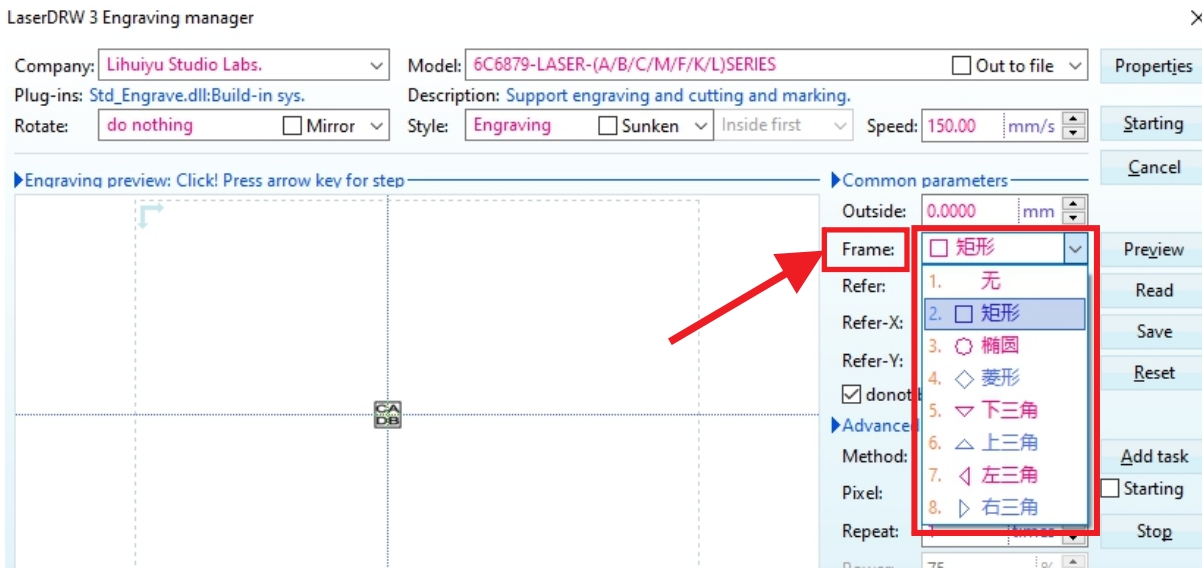 LaserDRW 3 Engraving manager
Company: Lihuiyu Studio Labs. Model: 6C6879-LASER-(A/B/C/M/F/K/L)SERIES Out to file Properties
Plug-ins: Std_Engrave.dll:Build-in sys. Description: Support engraving and cutting and marking.
Rotate: do nothing Mirror Style: Engraving Sunken Inside first Speed: 150.00 mm/s Starting
Cancel
Engraving preview: Click! Press arrow key for step Common parameters
Outside: 0.0000 mm
Frame: 矩形 Preview
Refer: 1. 无 Read
2. 矩形
Refer-X: 3. 椭圆 Save
Refer-Y: 4. 菱形 Reset
donot 5. 下三角
Advanced 6. 上三角
Method: 7. 左三角 Add task
Pixel: 8. 右三角 Starting
Repeat: times Stop
CA
DB
75 %